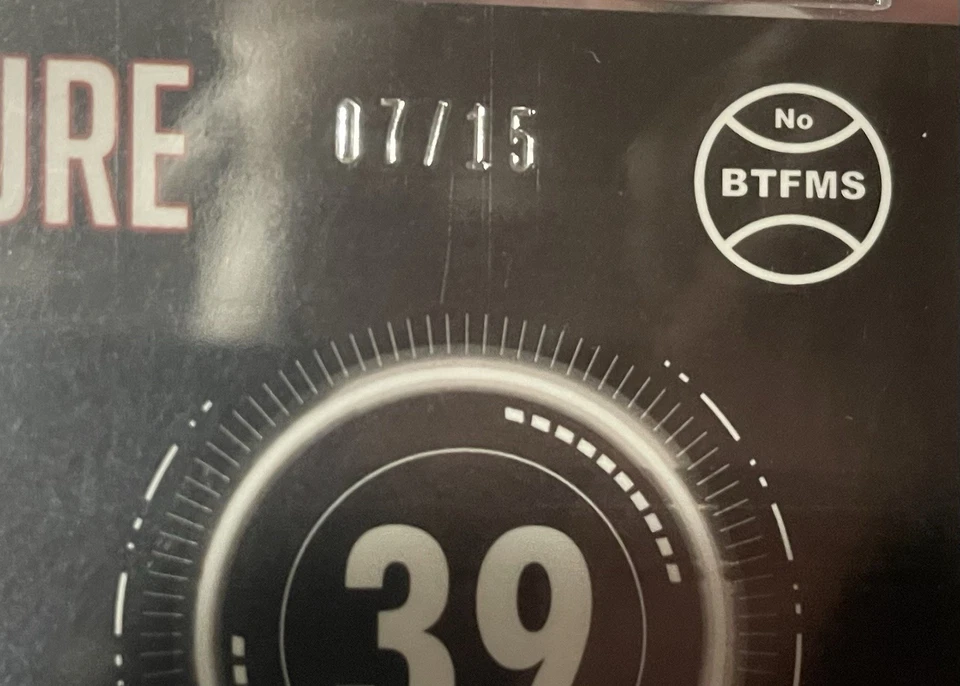 URE
07/15
No
BTFMS
39